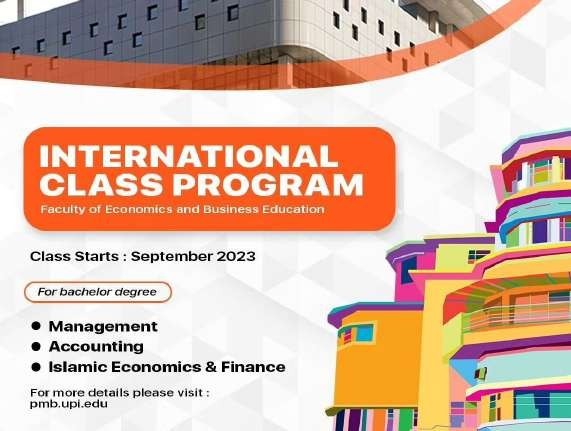 INTERNATIONAL
CLASS PROGRAM
Faculty of Economics and Business Education
Class Starts : September 2023
For bachelor degree
● Management
● Accounting
● Islamic Economics & Finance
For more details please visit :
pmb.upi.edu